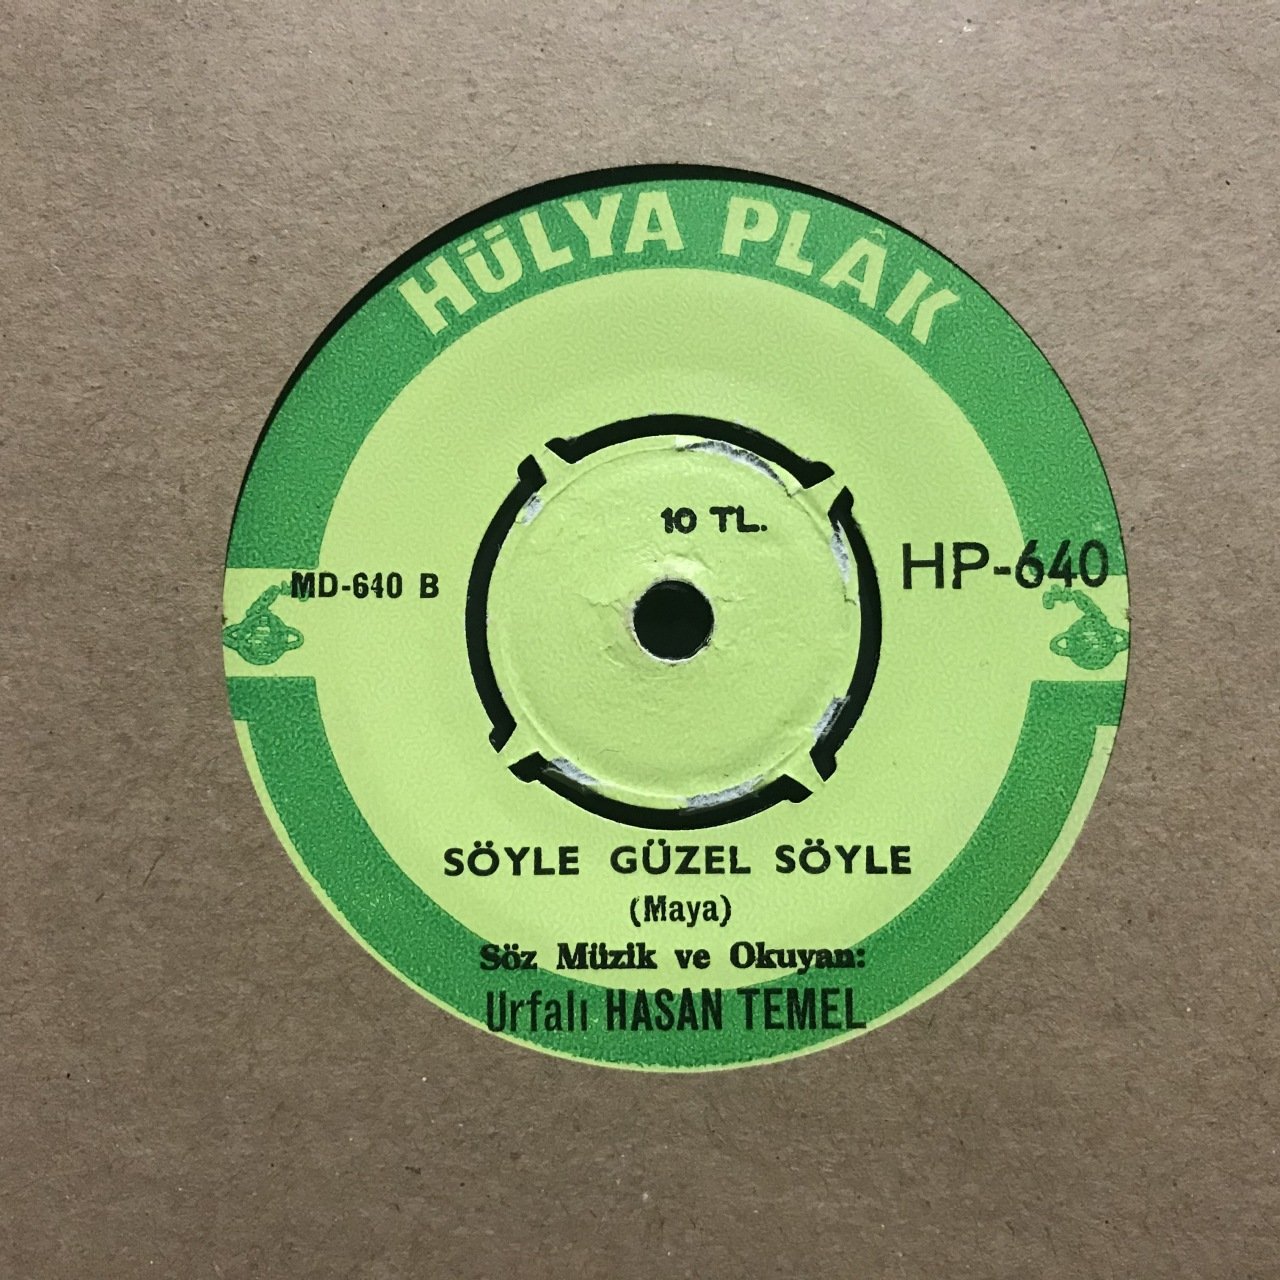 HÜLYA PLÂK
10 TL.
MD-640 B
HP-640
SÖYLE GÜZEL SÖYLE
(Maya)
Söz Müzik ve Okuyan:
Urfalı HASAN TEMEL